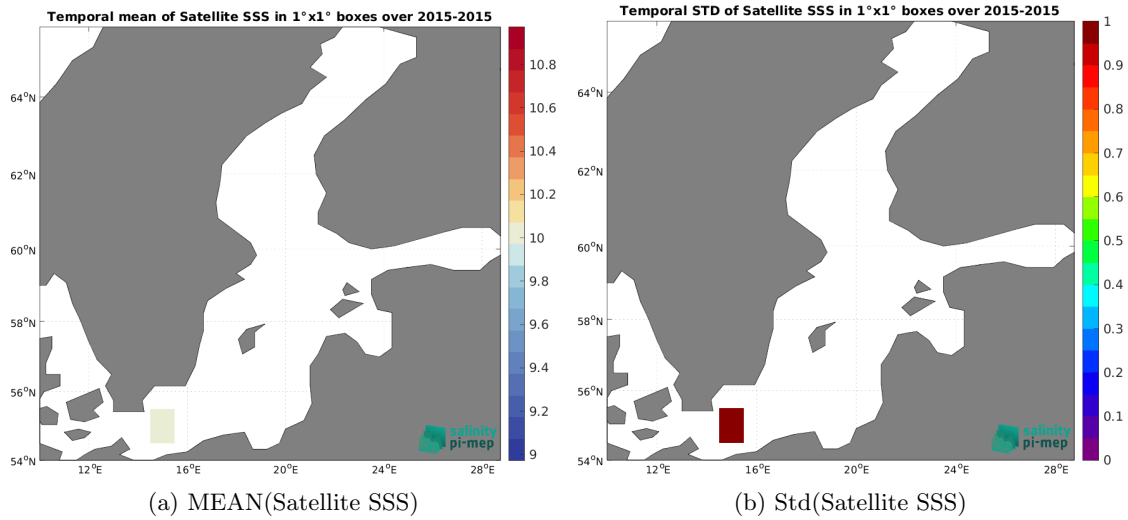 Temporal mean of Satellite SSS in 1°x1° boxes over 2015-2015
64°N
62°N
60°N
58°N
56°N
54°N
12°E
16°E
20°E
24°E
28°E
10.8
10.6
10.4
10.2
10
9.8
9.6
9.4
9.2
9
salinity
pi-mep
(a) MEAN(Satellite SSS)
Temporal STD of Satellite SSS in 1°x1° boxes over 2015-2015
64°N
62°N
60°N
58°N
56°N
54°N
12°E
16°E
20°E
24°E
28°E
1
0.9
0.8
0.7
0.6
0.5
0.4
0.3
0.2
0.1
0
salinity
pi-mep
(b) Std(Satellite SSS)